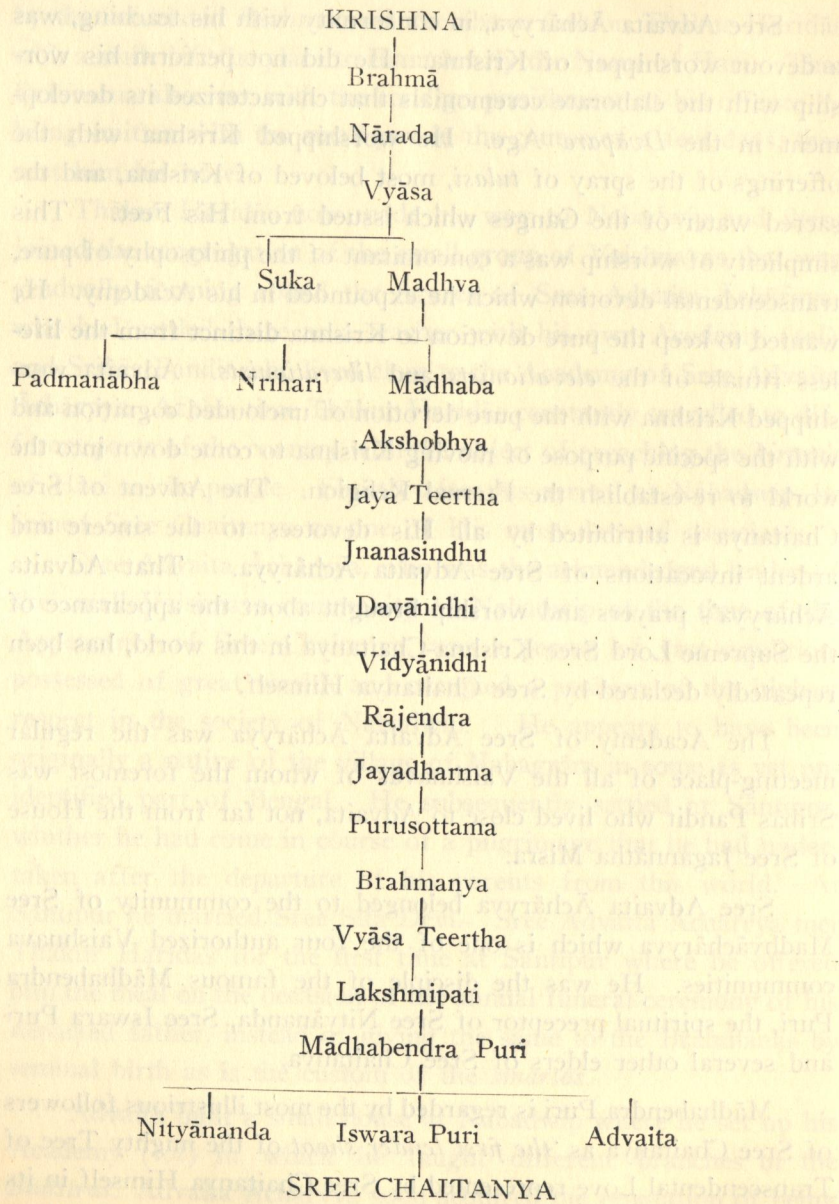 KRISHNA
Brahmā
Nārada
Vyāsa
Suka Madhva
Padmanābha Nrihari Mādhaba
Akshobhya
Jaya Teertha
Jnanasindhu
Dayānidhi
Vidyānidhi
Rājendra
Jayadharma
Purusottama
Brahmanya
Vyāsa Teertha
Lakshmipati
Mādhabendra Puri
Nityānanda Iswara Puri Advaita
SREE CHAITANYA